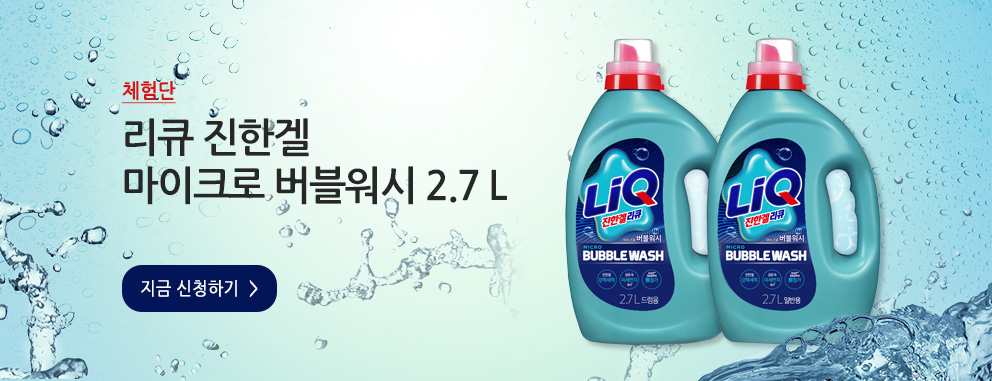 체험단
리큐 진한겔
마이크로 버블워시 2.7 L
지금 신청하기 >
LiQ
진한겔 리큐
버블워시
MICRO
BUBBLE WASH
2.7 L 드럼용
LiQ
진한겔 리큐
버블워시
MICRO
BUBBLE WASH
2.7 L 일반용